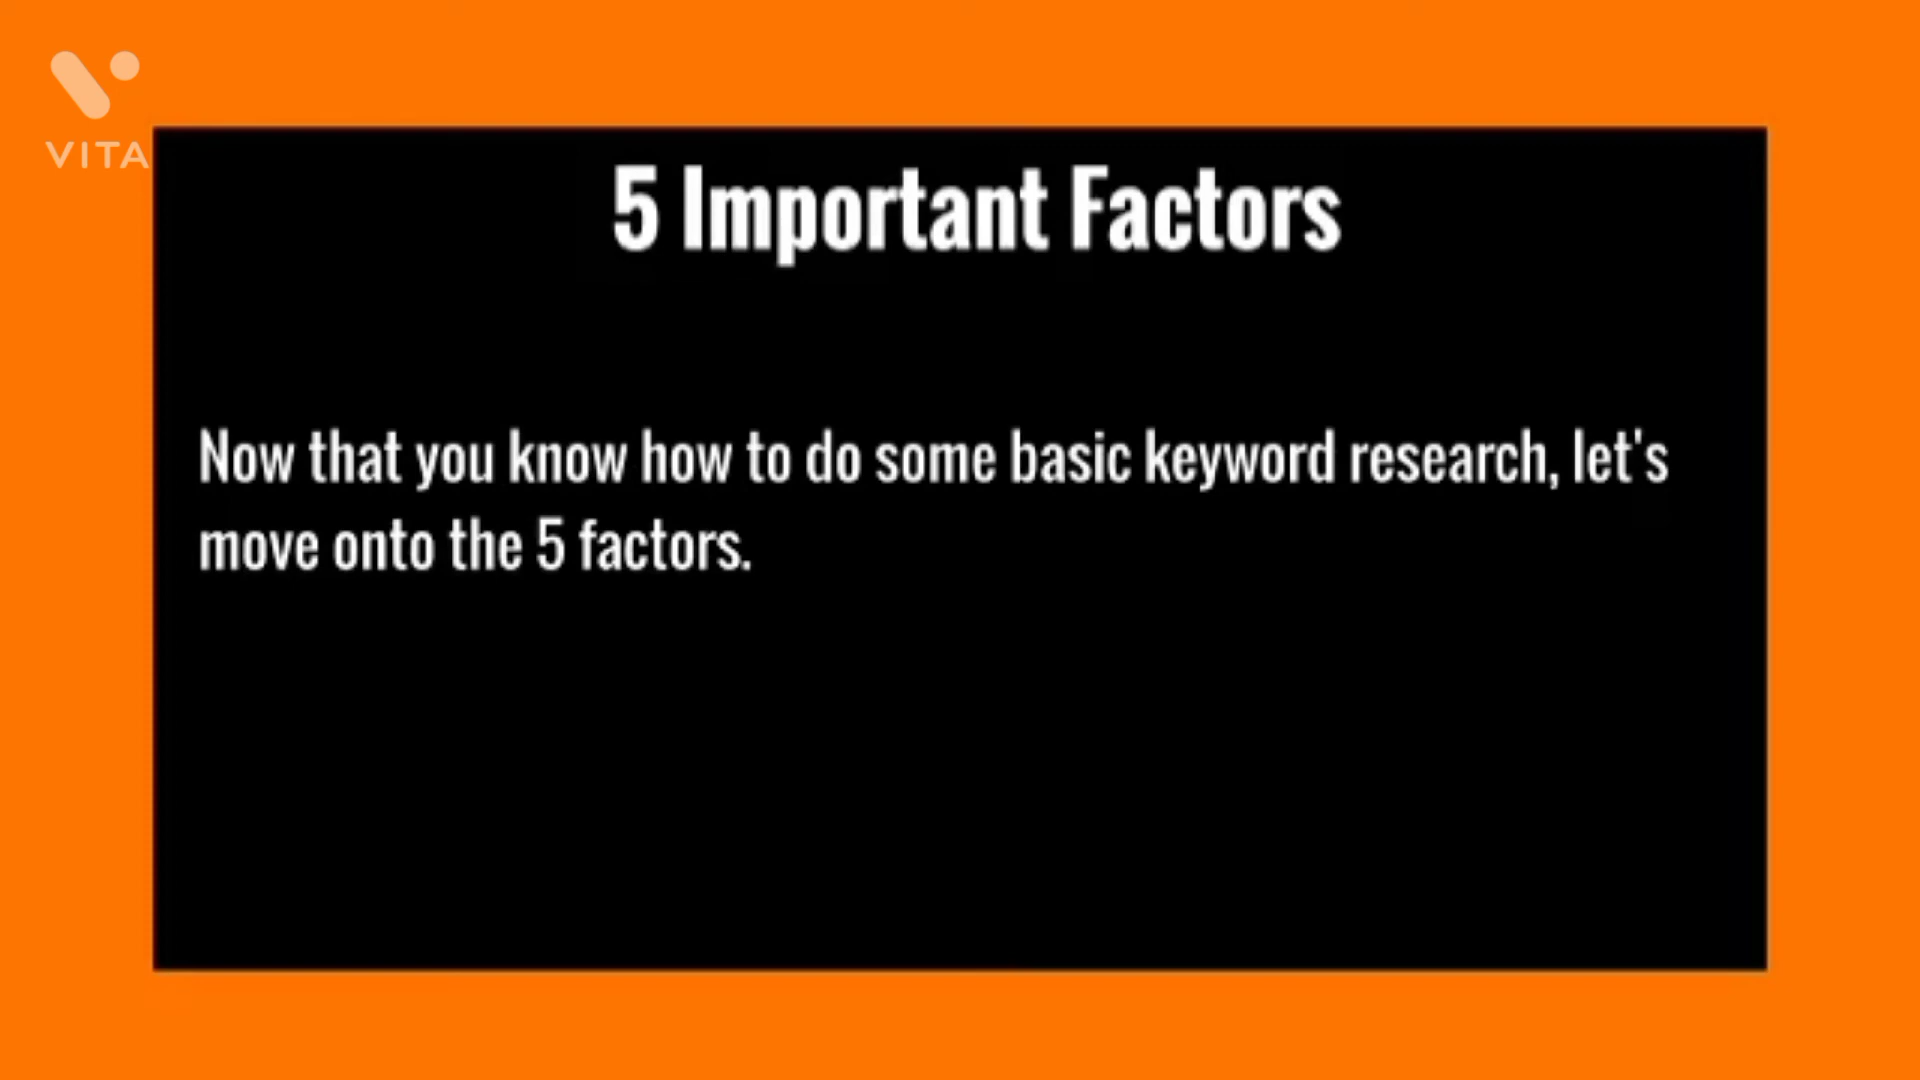 VITA
5 Important Factors
Now that you know how to do some basic keyword research, let's
move onto the 5 factors.